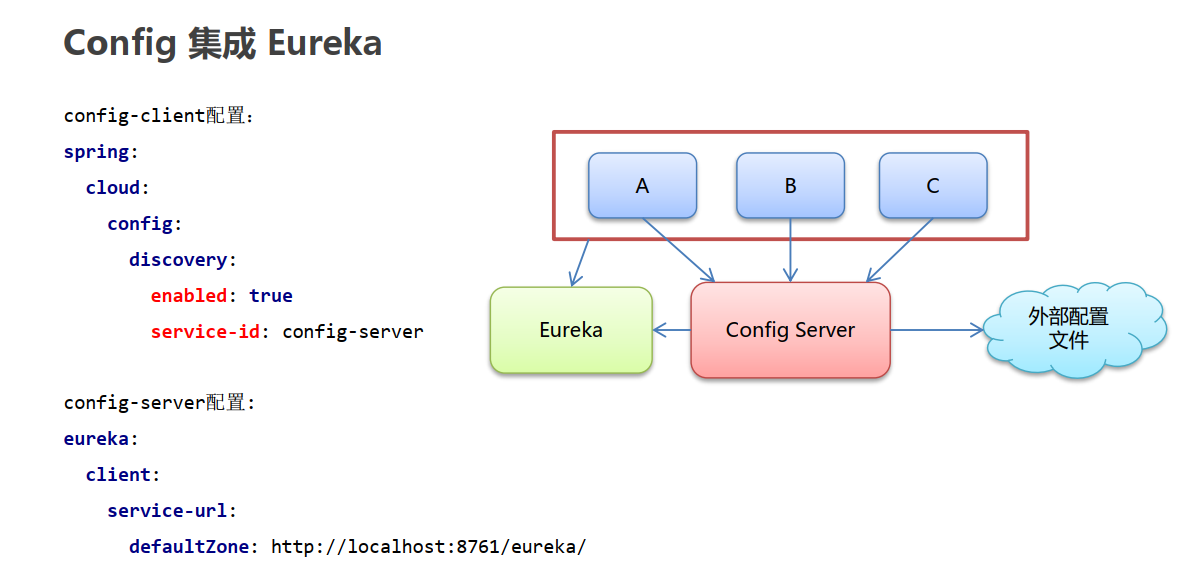 Config 集成 Eureka
config-client配置：
spring:
  cloud:
    config:
      discovery:
        enabled: true
        service-id: config-server
config-server配置：
eureka:
  client:
    service-url:
      defaultZone: http://localhost:8761/eureka/
A
B
C
Eureka
Config Server
外部配置
文件